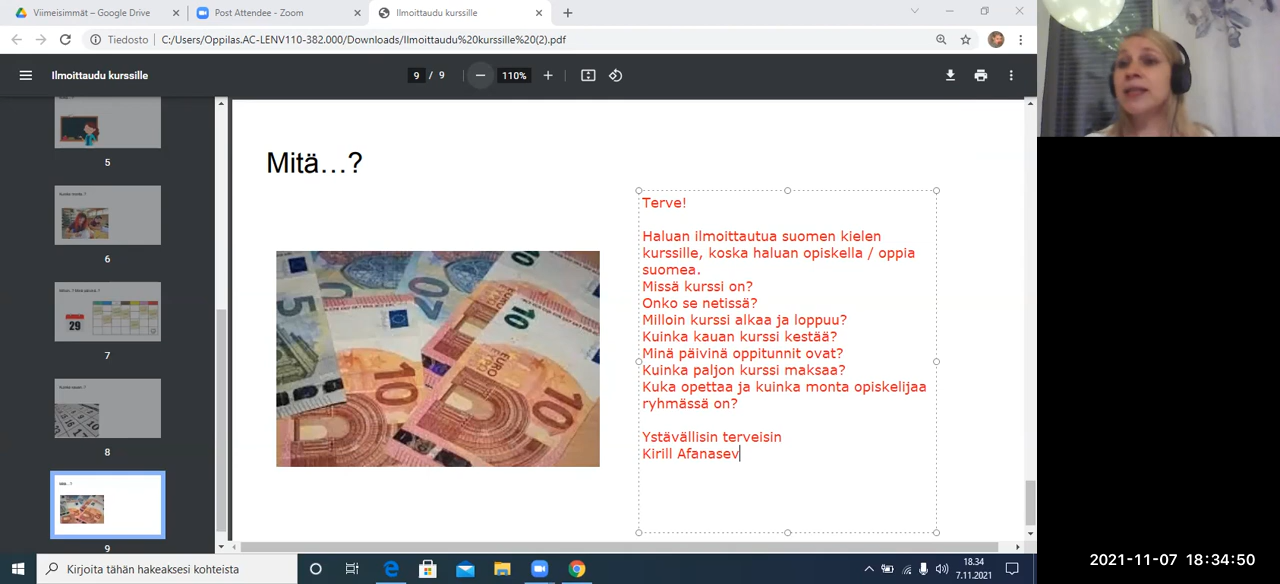 Viimeisimmät – Google Drive
Post Attendee - Zoom
Ilmoittaudu kurssille
Tiedosto
C:/Users/Oppilas.AC-LENV110-382.000/Downloads/Ilmoittaudu%20kurssille%20(2).pdf
Ilmoittaudu kurssille
9 / 9
110%
5
6
7
8
9
29
Mitä…?
Terve!
Haluan ilmoittautua suomen kielen
kurssille, koska haluan opiskella / oppia
suomea.
Missä kurssi on?
Onko se netissä?
Milloin kurssi alkaa ja loppuu?
Kuinka kauan kurssi kestää?
Minä päivinä oppitunnit ovat?
Kuinka paljon kurssi maksaa?
Kuka opettaa ja kuinka monta opiskelijaa
ryhmässä on?
Ystävällisin terveisin
Kirill Afanasev
Kirjoita tähän hakeaksesi kohteista
18.34
7.11.2021
2021-11-07 18:34:50